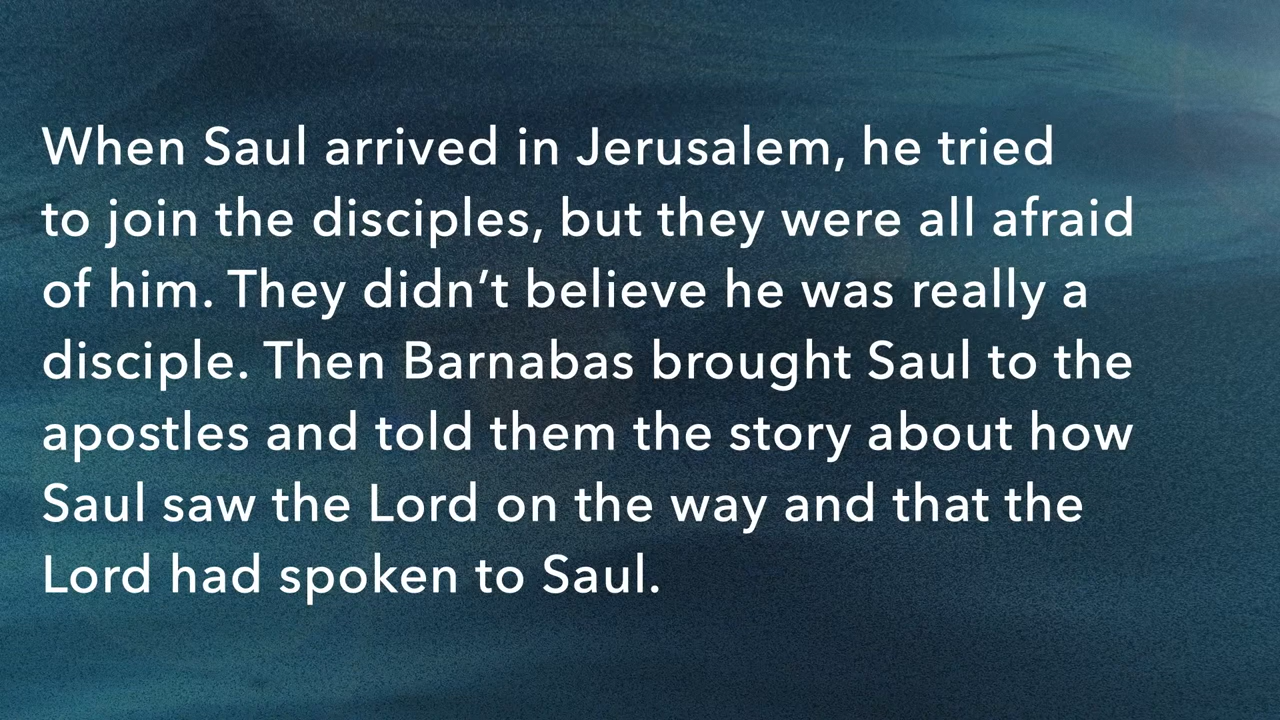 When Saul arrived in Jerusalem, he tried
to join the disciples, but they were all afraid
of him. They didn’t believe he was really a
disciple. Then Barnabas brought Saul to the
apostles and told them the story about how
Saul saw the Lord on the way and that the
Lord had spoken to Saul.